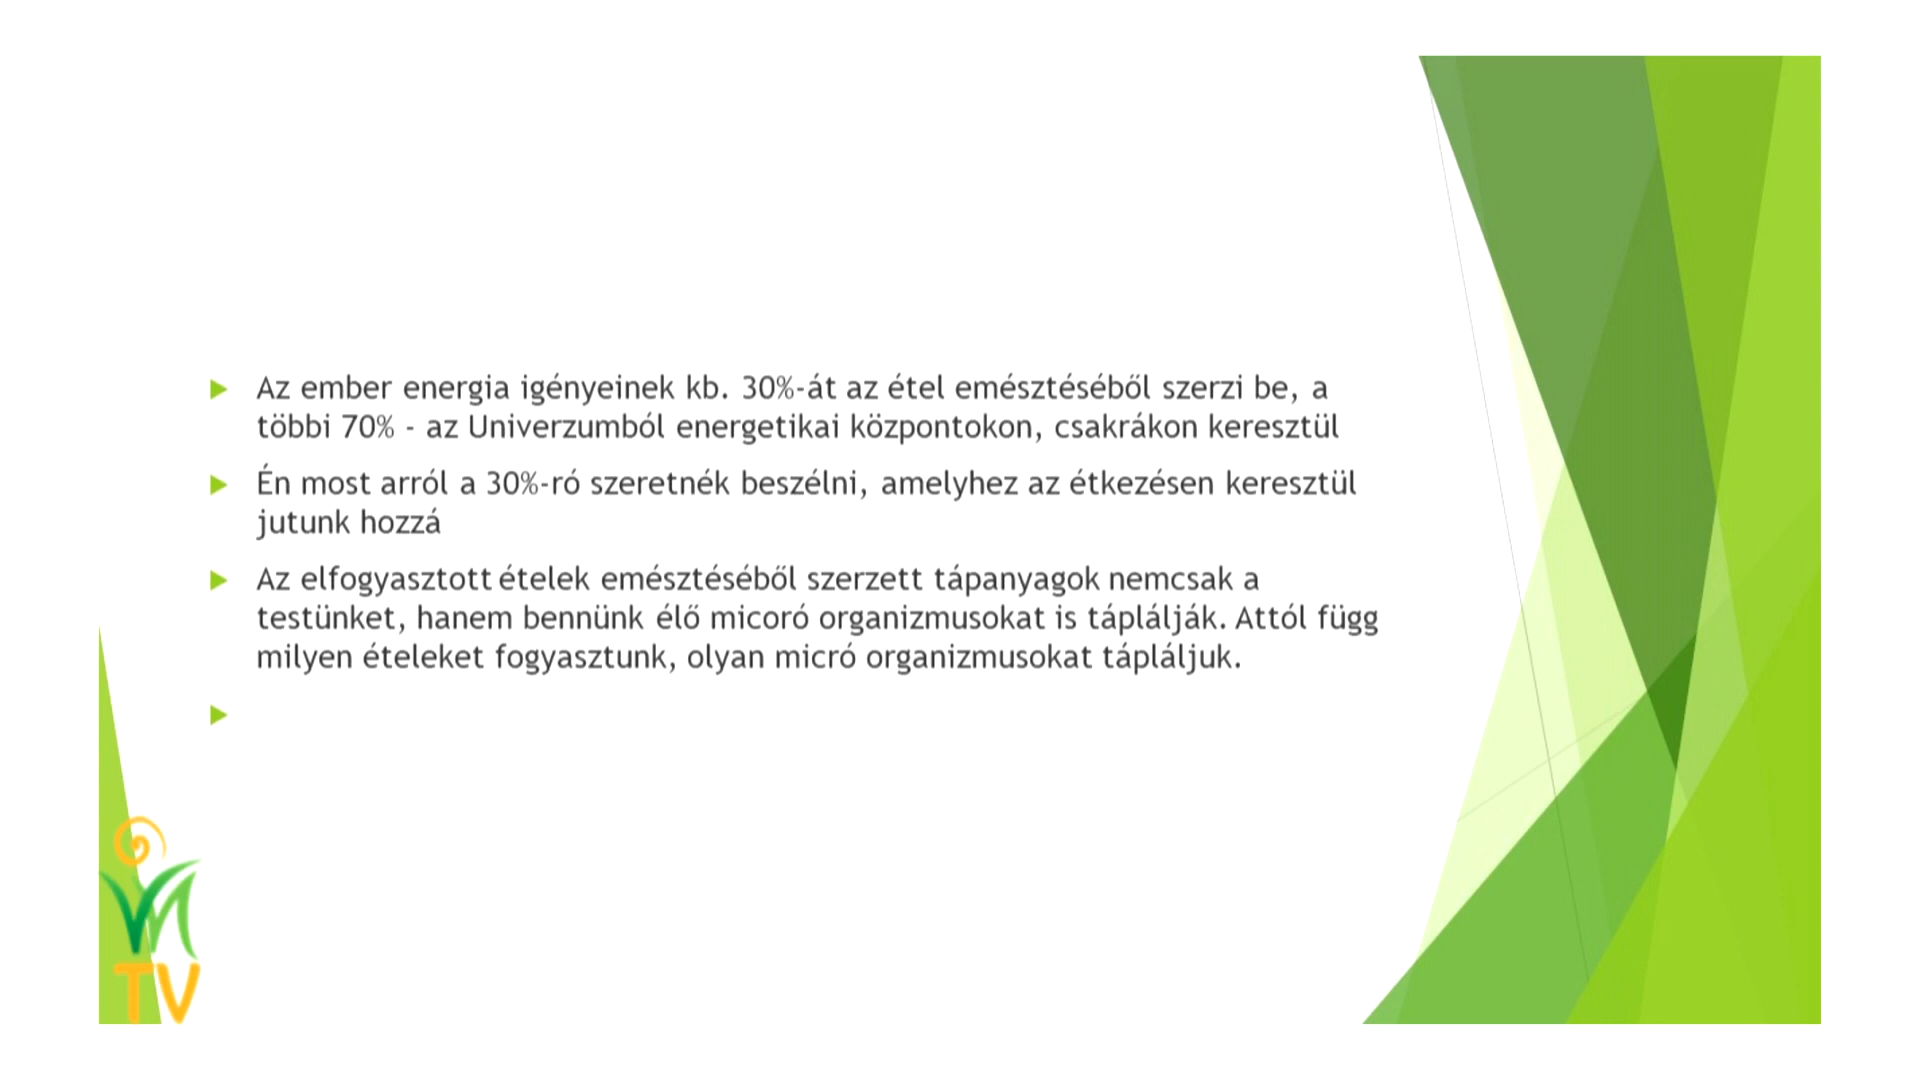 Az ember energia igényeinek kb. 30%-át az étel emésztéséből szerzi be, a
többi 70% - az Univerzumból energetikai központokon, csakrákon keresztül
Én most arról a 30%-ró szeretnék beszélni, amelyhez az étkezésen keresztül
jutunk hozzá
Az elfogyasztott ételek emésztéséből szerzett tápanyagok nemcsak a
testünket, hanem bennünk élő micoró organizmusokat is táplálják. Attól függ
milyen ételeket fogyasztunk, olyan micró organizmusokat tápláljuk.
TV